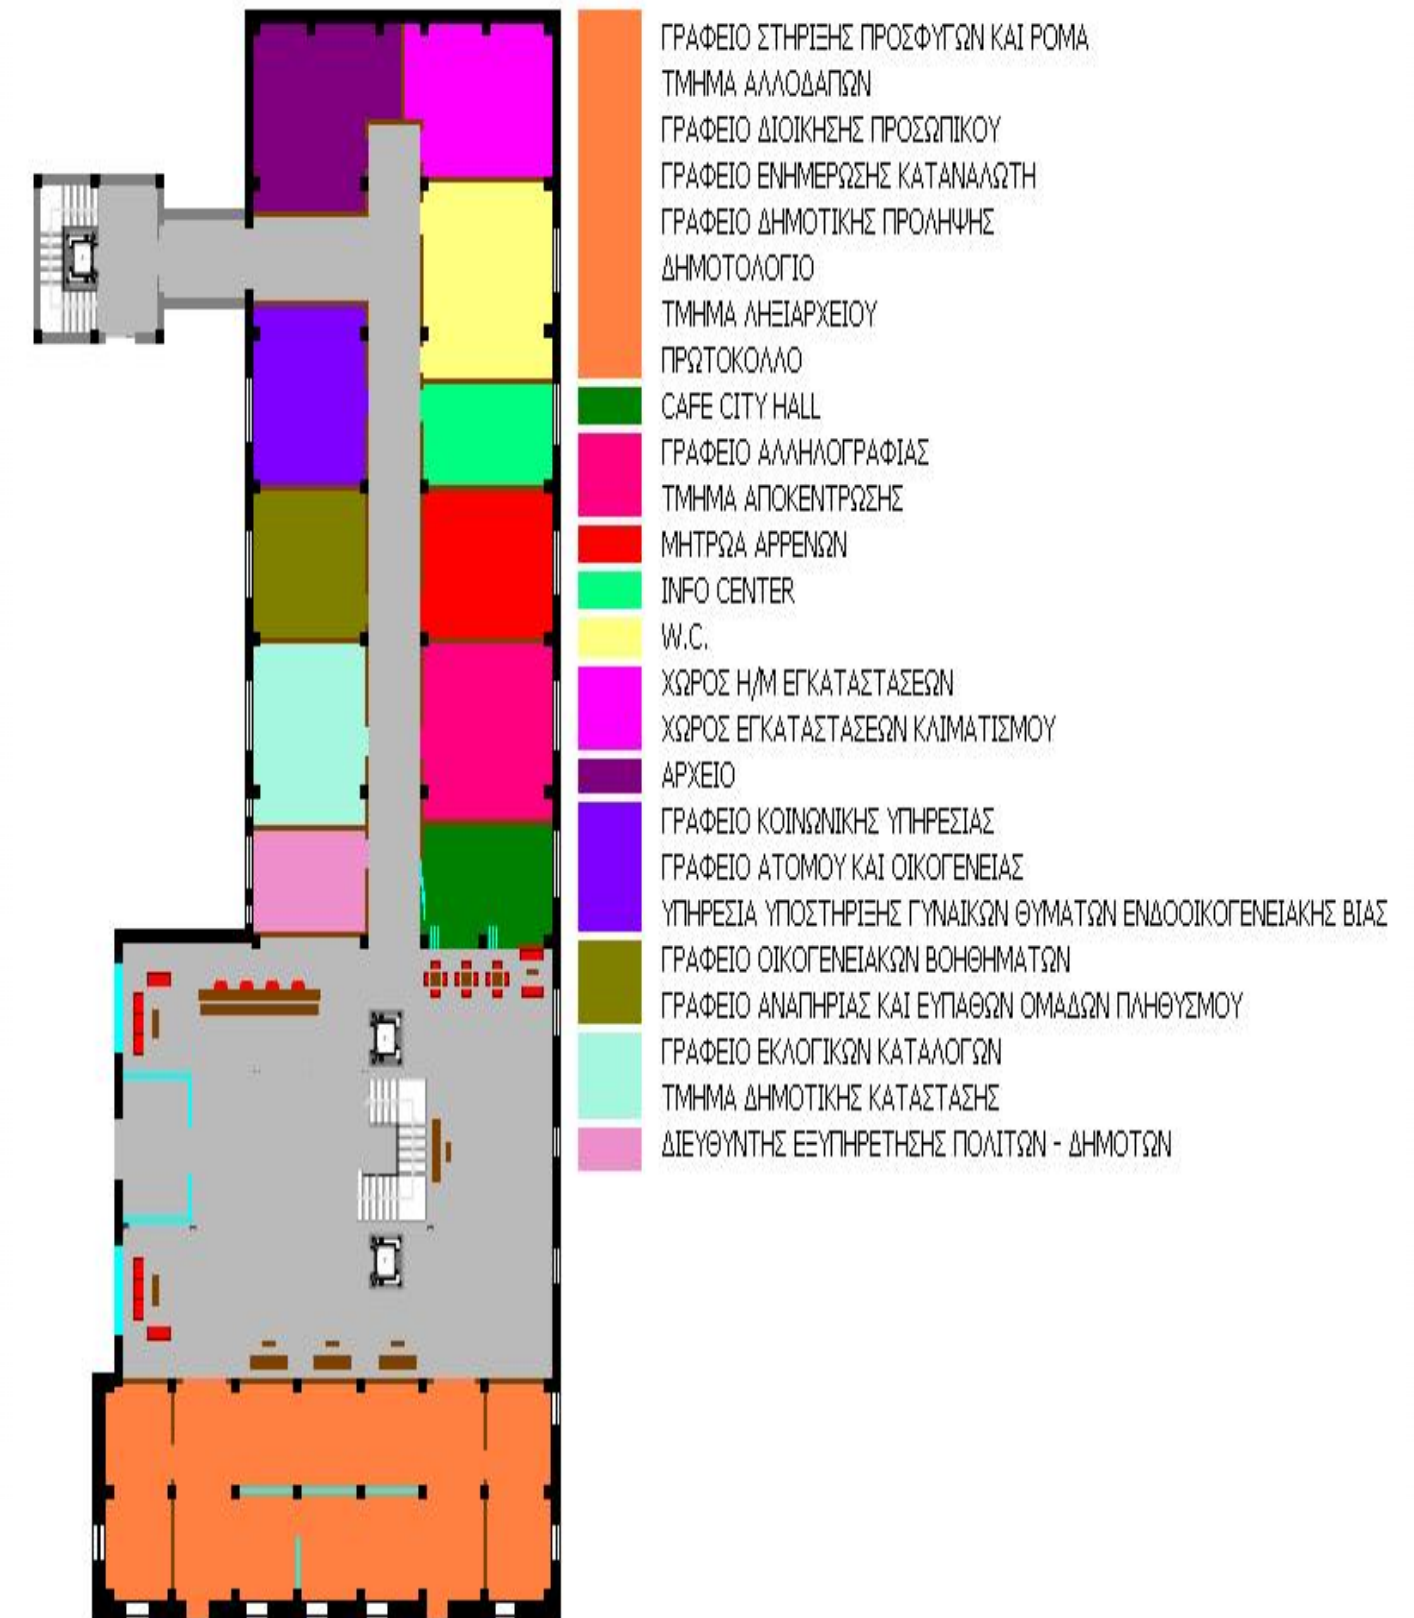 ΓΡΑΦΕΙΟ ΣΤΗΡΙΞΗΣ ΠΡΟΣΦΥΓΩΝ ΚΑΙ ΡΟΜΑ
ΤΜΗΜΑ ΑΛΛΟΔΑΠΩΝ
ΓΡΑΦΕΙΟ ΔΙΟΙΚΗΣΗΣ ΠΡΟΣΩΠΙΚΟΥ
ΓΡΑΦΕΙΟ ΕΝΗΜΕΡΩΣΗΣ ΚΑΤΑΝΑΛΩΤΗ
ΓΡΑΦΕΙΟ ΔΗΜΟΤΙΚΗΣ ΠΡΟΛΗΨΗΣ
ΔΗΜΟΤΟΛΟΓΙΟ
ΤΜΗΜΑ ΛΗΞΙΑΡΧΕΙΟΥ
ΠΡΩΤΟΚΟΛΛΟ
CAFE CITY HALL
ΓΡΑΦΕΙΟ ΑΛΛΗΛΟΓΡΑΦΙΑΣ
ΤΜΗΜΑ ΑΠΟΚΕΝΤΡΩΣΗΣ
ΜΗΤΡΩΑ ΑΡΡΕΝΩΝ
INFO CENTER
W.C.
ΧΩΡΟΣ Η/Μ ΕΓΚΑΤΑΣΤΑΣΕΩΝ
ΧΩΡΟΣ ΕΓΚΑΤΑΣΤΑΣΕΩΝ ΚΛΙΜΑΤΙΣΜΟΥ
ΑΡΧΕΙΟ
ΓΡΑΦΕΙΟ ΚΟΙΝΩΝΙΚΗΣ ΥΠΗΡΕΣΙΑΣ
ΓΡΑΦΕΙΟ ΑΤΟΜΟΥ ΚΑΙ ΟΙΚΟΓΕΝΕΙΑΣ
ΥΠΗΡΕΣΙΑ ΥΠΟΣΤΗΡΙΞΗΣ ΓΥΝΑΙΚΩΝ ΘΥΜΑΤΩΝ ΕΝΔΟΟΙΚΟΓΕΝΕΙΑΚΗΣ ΒΙΑΣ
ΓΡΑΦΕΙΟ ΟΙΚΟΓΕΝΕΙΑΚΩΝ ΒΟΗΘΗΜΑΤΩΝ
ΓΡΑΦΕΙΟ ΑΝΑΠΗΡΙΑΣ ΚΑΙ ΕΥΠΑΘΩΝ ΟΜΑΔΩΝ ΠΛΗΘΥΣΜΟΥ
ΓΡΑΦΕΙΟ ΕΚΛΟΓΙΚΩΝ ΚΑΤΑΛΟΓΩΝ
ΤΜΗΜΑ ΔΗΜΟΤΙΚΗΣ ΚΑΤΑΣΤΑΣΗΣ
ΔΙΕΥΘΥΝΤΗΣ ΕΞΥΠΗΡΕΤΗΣΗΣ ΠΟΛΙΤΩΝ - ΔΗΜΟΤΩΝ